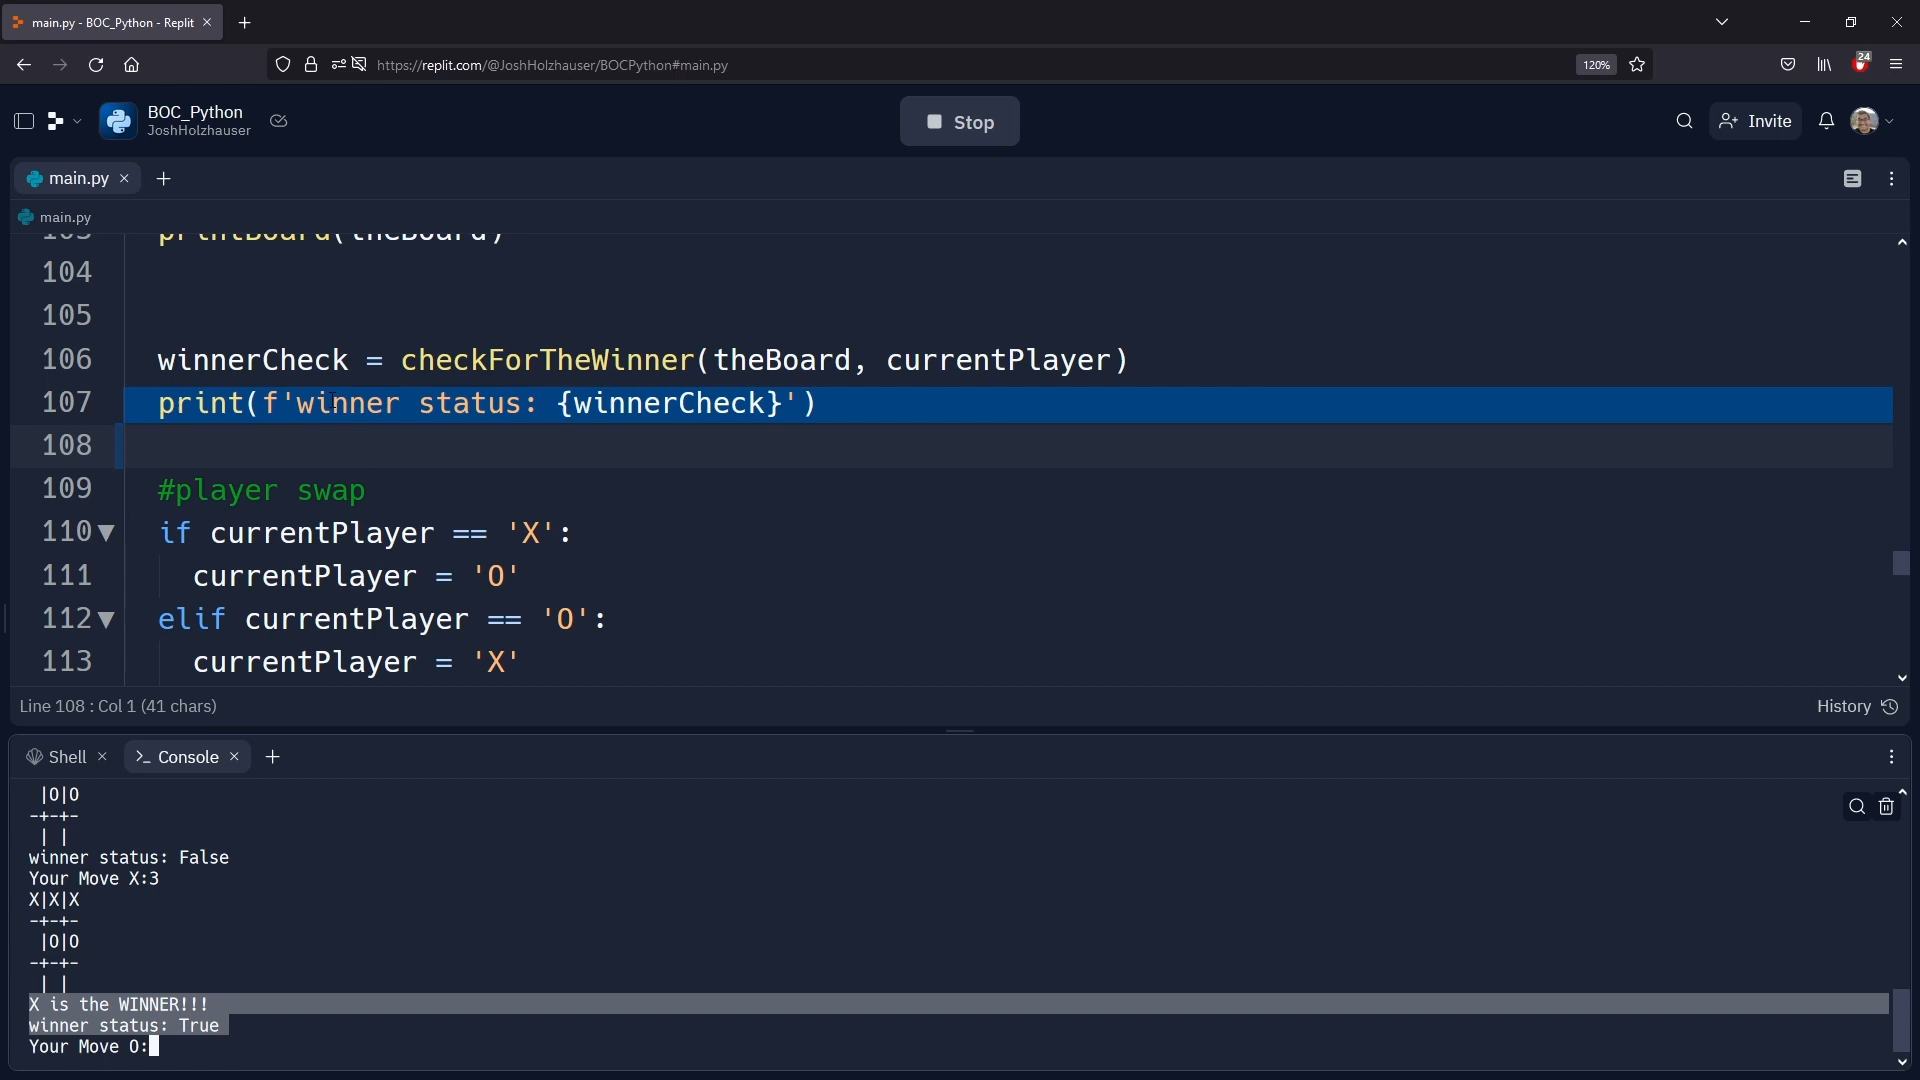 main.py - BOC_Python - Replit
https://replit.com/@JoshHolzhauser/BOCPython#main.py
120%
24
BOC_Python
JoshHolzhauser
Stop
Invite
main.py
main.py
103 printBoard(theBoard)
104
105
106 winnerCheck = checkForTheWinner(theBoard, currentPlayer)
107 print(f'winner status: {winnerCheck}')
108
109 #player swap
110 if currentPlayer == 'X':
111 currentPlayer = 'O'
112 elif currentPlayer == 'O':
113 currentPlayer = 'X'
Line 108 : Col 1 (41 chars)
History
Shell
>_ Console
 |O|O
-+-+-
 | |
winner status: False
Your Move X:3
X|X|X
-+-+-
 |O|O
-+-+-
 | |
X is the WINNER!!!
winner status: True
Your Move O: